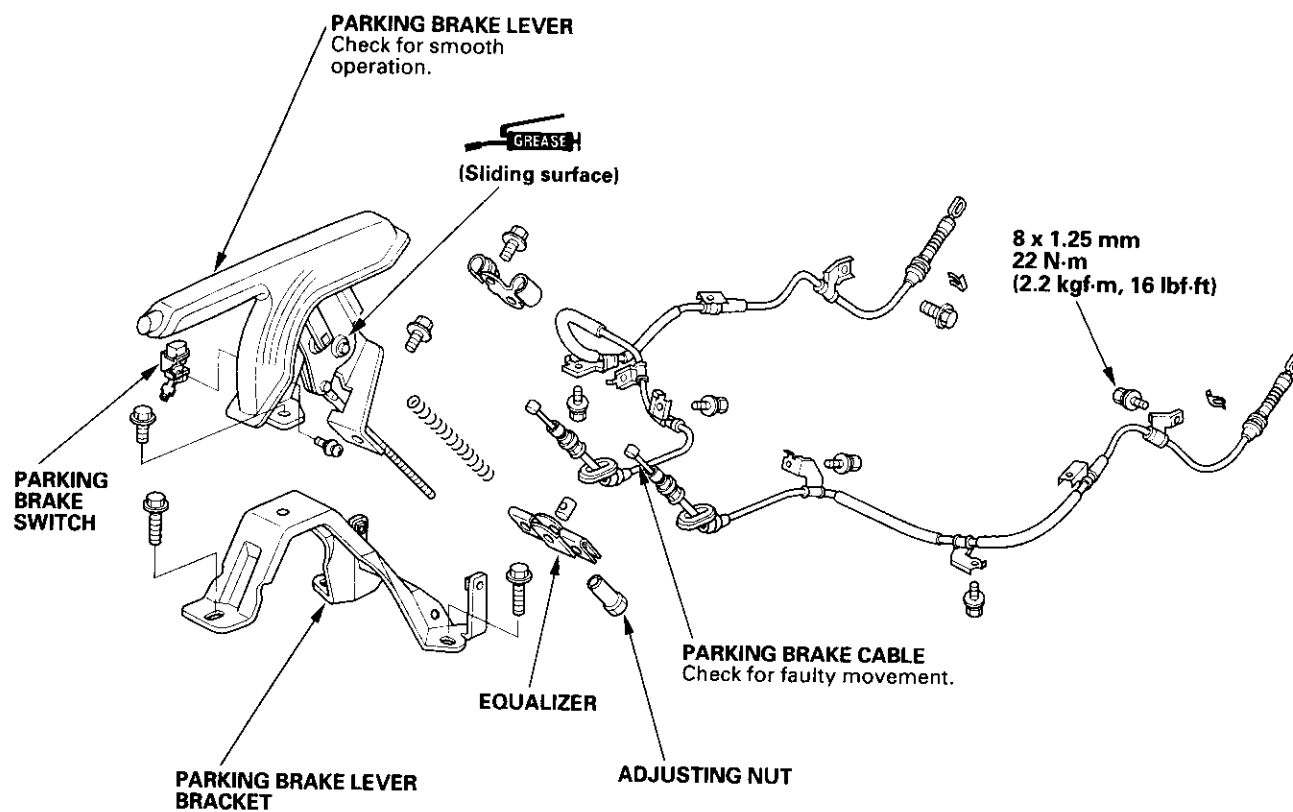 PARKING BRAKE LEVER
Check for smooth
operation.
GREASE
(Sliding surface)
8 x 1.25 mm
22 N·m
(2.2 kgf·m, 16 lbf·ft)
PARKING
BRAKE
SWITCH
PARKING BRAKE CABLE
Check for faulty movement.
EQUALIZER
ADJUSTING NUT
PARKING BRAKE LEVER
BRACKET